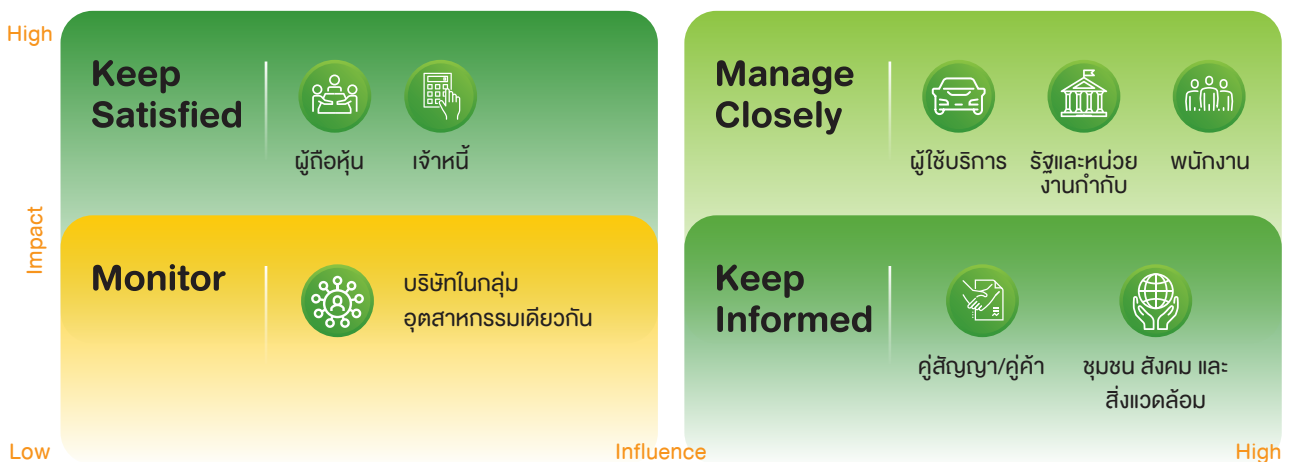 High
Keep
Satisfied
ผู้ถือหุ้น
เจ้าหนี้
Manage
Closely
ผู้ใช้บริการ
รัฐและหน่วย
งานกำกับ
พนักงาน
Impact
Monitor
บริษัทในกลุ่ม
อุตสาหกรรมเดียวกัน
Keep
Informed
คู่สัญญา/คู่ค้า
ชุมชน สังคม และ
สิ่งแวดล้อม
Low
Influence
High